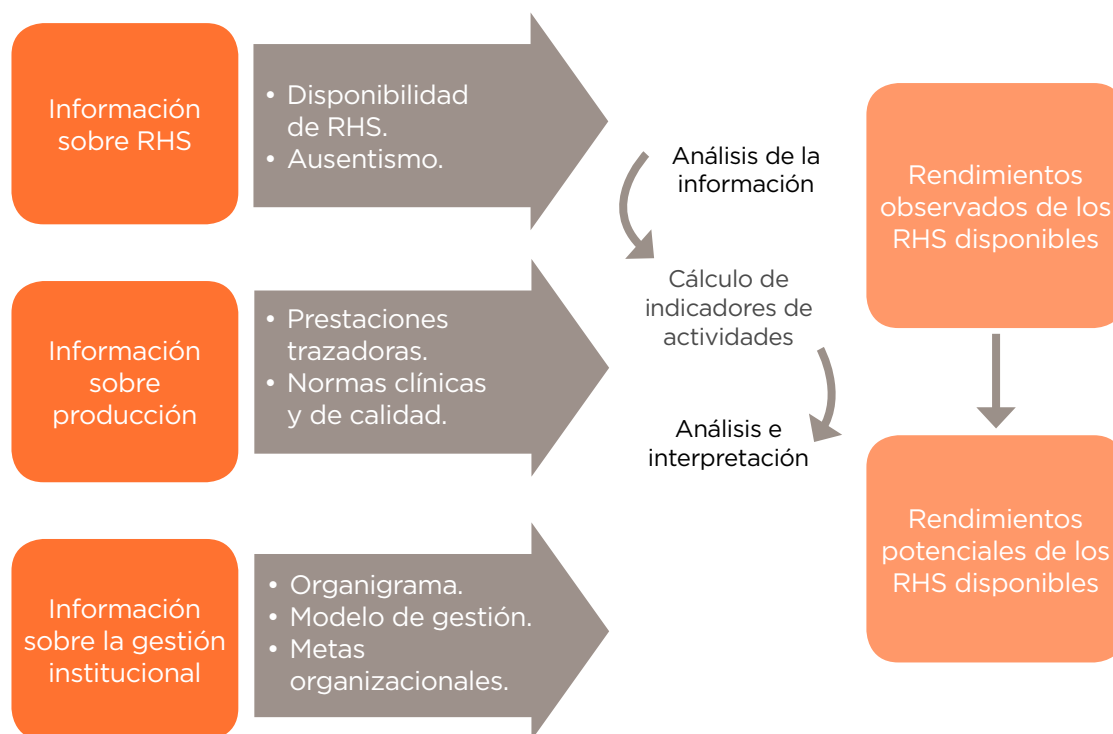 Información
sobre RHS
• Disponibilidad
de RHS.
• Ausentismo.
Información
sobre
producción
• Prestaciones
trazadoras.
• Normas clínicas
y de calidad.
Información
sobre la gestión
institucional
• Organigrama.
• Modelo de gestión.
• Metas
organizacionales.
Análisis de la
información
Cálculo de
indicadores de
actividades
Análisis e
interpretación
Rendimientos
observados de los
RHS disponibles
Rendimientos
potenciales de los
RHS disponibles